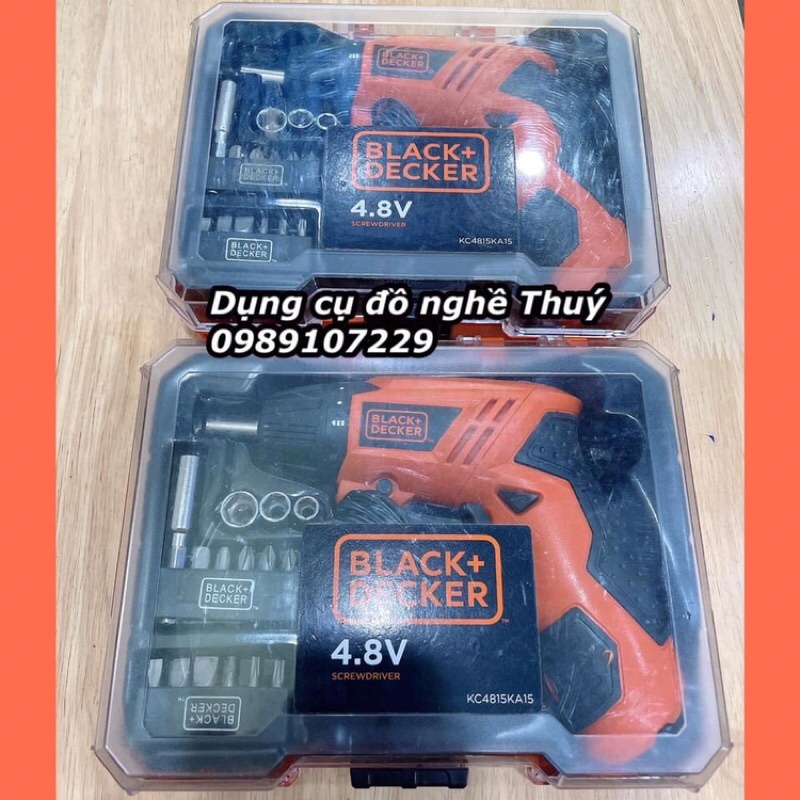 BLACK+
DECKER
BLACK+
DECKER
4.8V
SCREWDRIVER
KC4815KA15
BLACK+
DECKER
BLACK+
DECKER
Dụng cụ đồ nghề Thuý
0989107229
BLACK+
DECKER
BLACK+
DECKER
4.8V
SCREWDRIVER
KC4815KA15
BLACK+
DECKER
BLACK+
DECKER